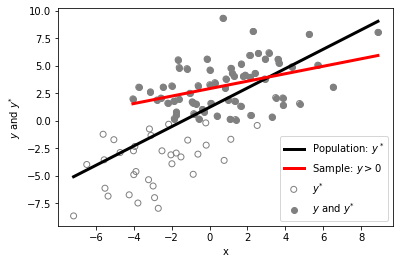 10.0
7.5
5.0
2.5
0.0
−2.5
−5.0
−7.5
y and y*
−6 −4 −2 0 2 4 6 8
x
Population: y*
Sample: y > 0
y*
y and y*